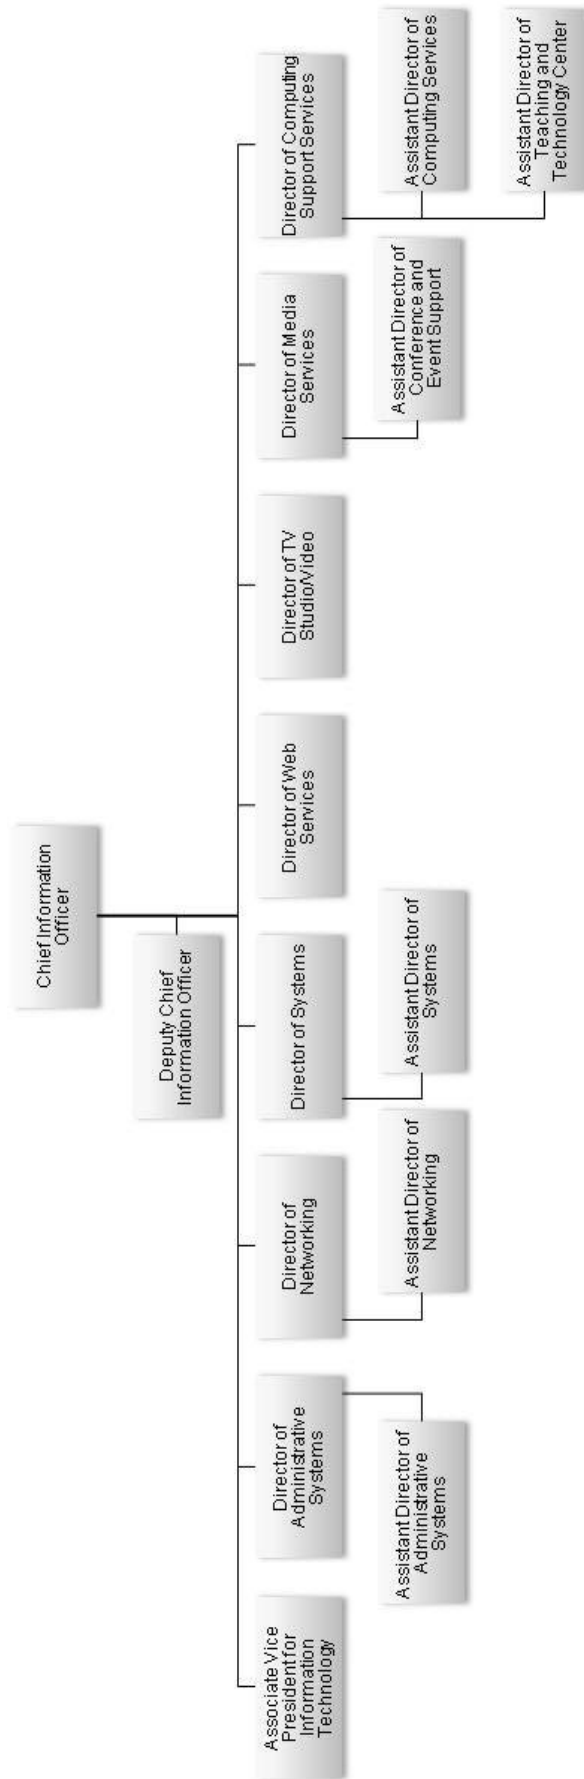 Chief Information
Officer
Deputy Chief
Information Officer
Associate Vice
President for
Information
Technology
Director of
Administrative
Systems
Director of
Networking
Director of Systems
Director of Web
Services
Director of TV
Studio/Video
Director of Media
Services
Director of Computing
Support Services
Assistant Director of
Administrative
Systems
Assistant Director of
Networking
Assistant Director of
Systems
Assistant Director of
Conference and
Event Support
Assistant Director of
Computing Services
Assistant Director of
Teaching and
Technology Center